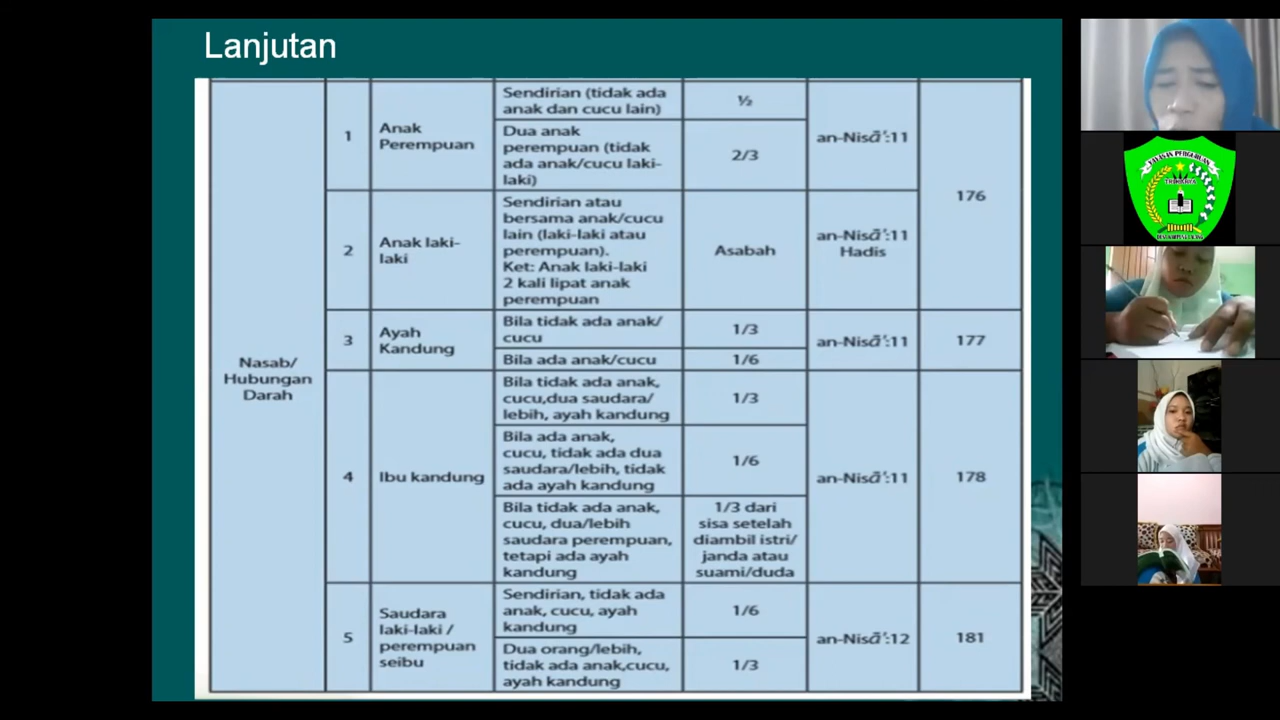 Lanjutan
Nasab/
Hubungan
Darah
1
Anak
Perempuan
Sendirian (tidak ada
anak dan cucu lain)
½
Dua anak
perempuan (tidak
ada anak/cucu laki-
laki)
2/3
an-Nisā':11
176
2
Anak laki-
laki
Sendirian atau
bersama anak/cucu
lain (laki-laki atau
perempuan).
Ket: Anak laki-laki
2 kali lipat anak
perempuan
Asabah
an-Nisā':11
Hadis
3
Ayah
Kandung
Bila tidak ada anak/
cucu
1/3
Bila ada anak/cucu
1/6
an-Nisā':11
177
4
Ibu kandung
Bila tidak ada anak,
cucu,dua saudara/
lebih, ayah kandung
1/3
Bila ada anak,
cucu, tidak ada dua
saudara/lebih, tidak
ada ayah kandung
1/6
Bila tidak ada anak,
cucu, dua/lebih
saudara perempuan,
tetapi ada ayah
kandung
1/3 dari
sisa setelah
diambil istri/
janda atau
suami/duda
an-Nisā':11
178
5
Saudara
laki-laki /
perempuan
seibu
Sendirian, tidak ada
anak, cucu, ayah
kandung
1/6
Dua orang/lebih,
tidak ada anak,cucu,
ayah kandung
1/3
an-Nisā':12
181
YAYASAN PERGURUAN